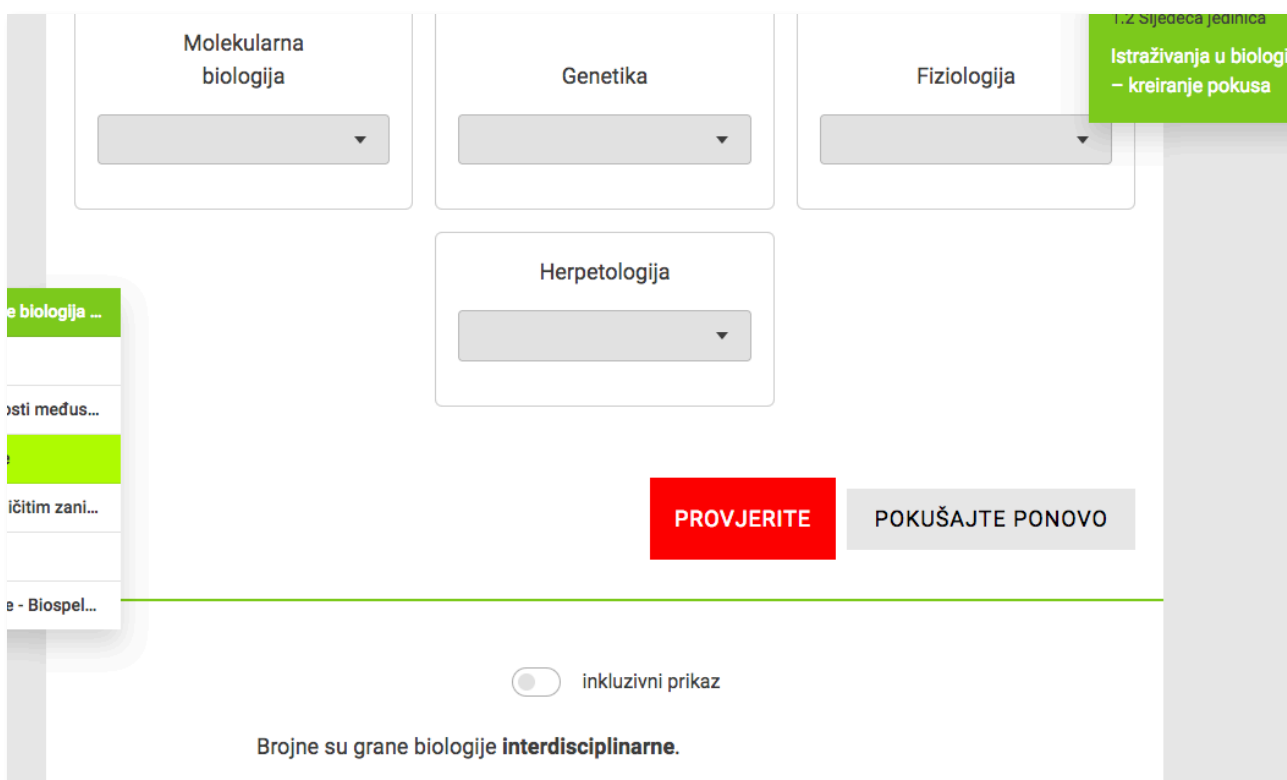 1.2 Sljedeća jedinica
Istraživanja u biologi
– kreiranje pokusa
Molekularna
biologija
Genetika
Fiziologija
Herpetologija
e biologija ...
osti međus...
e
ičitim zani...
e - Biospel...
PROVJERITE
POKUŠAJTE PONOVO
inkluzivni prikaz
Brojne su grane biologije interdisciplinarne.